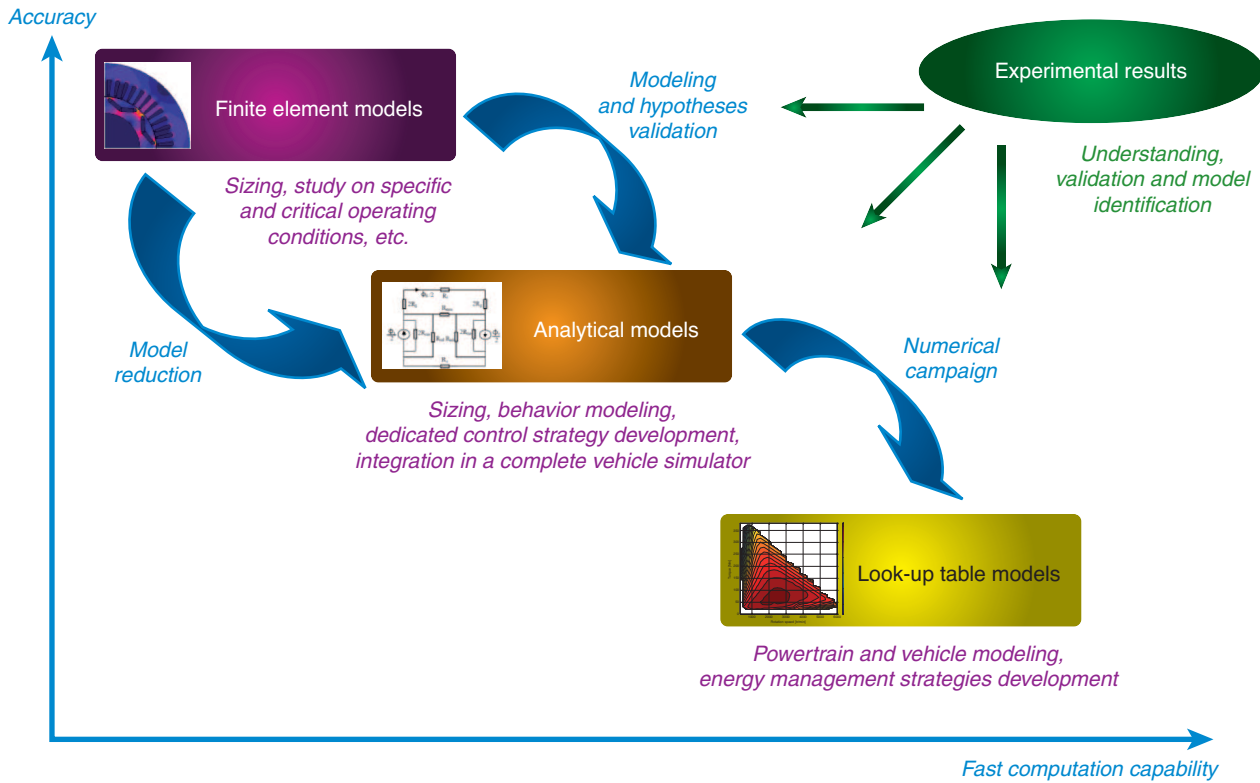 Accuracy
Finite element models
Modeling
and hypotheses
validation
Experimental results
Understanding,
validation and model
identification
Sizing, study on specific
and critical operating
conditions, etc.
Model
reduction
Analytical models
Numerical
campaign
Sizing, behavior modeling,
dedicated control strategy development,
integration in a complete vehicle simulator
Look-up table models
Powertrain and vehicle modeling,
energy management strategies development
Fast computation capability